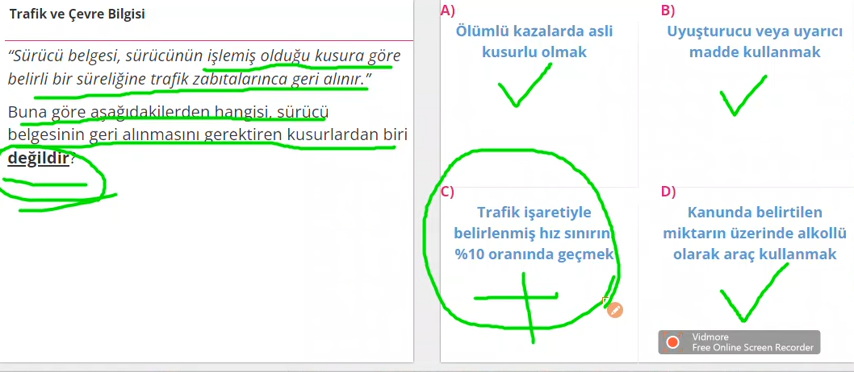 Trafik ve Çevre Bilgisi
“Sürücü belgesi, sürücünün işlemiş olduğu kusura göre
belirli bir süreliğine trafik zabıtalarınca geri alınır.”
Buna göre aşağıdakilerden hangisi, sürücü
belgesinin geri alınmasını gerektiren kusurlardan biri
değildir?
A)
Ölümlü kazalarda asli
kusurlu olmak
B)
Uyuşturucu veya uyarıcı
madde kullanmak
C)
Trafik işaretiyle
belirlenmiş hız sınırın
%10 oranında geçmek
D)
Kanunda belirtilen
miktarın üzerinde alkollü
olarak araç kullanmak
Vidmore
Free Online Screen Recorder